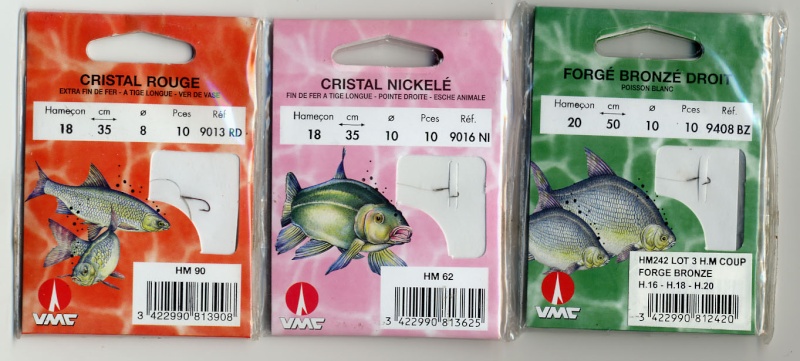 CRISTAL ROUGE
EXTRA FIN DE FER - A TIGE LONGUE - VER DE VASE
Hameçon cm ø Pces Réf.
18 35 8 10 9013 RD
HM 90
VMC
3 422990 813908
CRISTAL NICKELÉ
FIN DE FER A TIGE LONGUE - POINTE DROITE - ESCHE ANIMALE
Hameçon cm ø Pces Réf.
18 35 10 10 9016 NI
HM 62
VMC
3 422990 813625
FORGÉ BRONZÉ DROIT
POISSON BLANC
Hameçon cm ø Pces Réf.
20 50 10 10 9408 BZ
HM242 LOT 3 H.M COUP
FORGE BRONZE
H.16 - H.18 - H.20
VMC
3 422990 812420